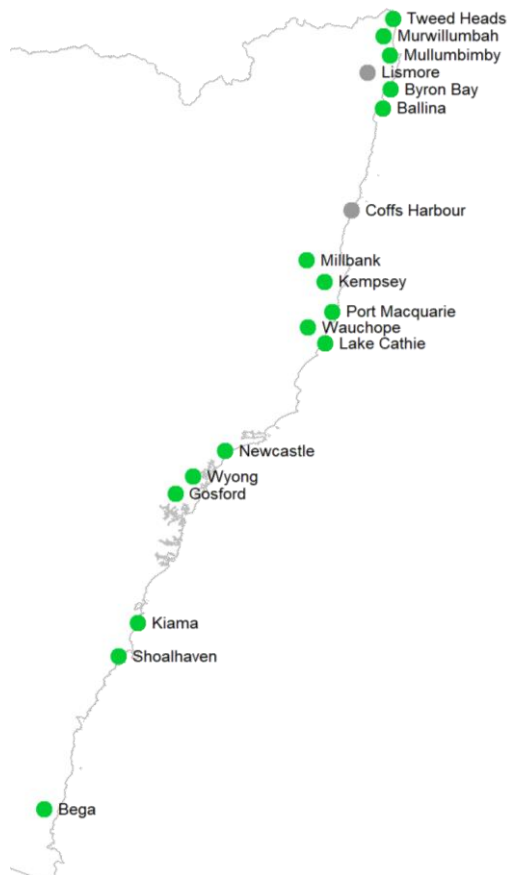 Tweed Heads
Murwillumbah
Mullumbimby
Lismore
Byron Bay
Ballina
Coffs Harbour
Millbank
Kempsey
Port Macquarie
Wauchope
Lake Cathie
Newcastle
Wyong
Gosford
Kiama
Shoalhaven
Bega